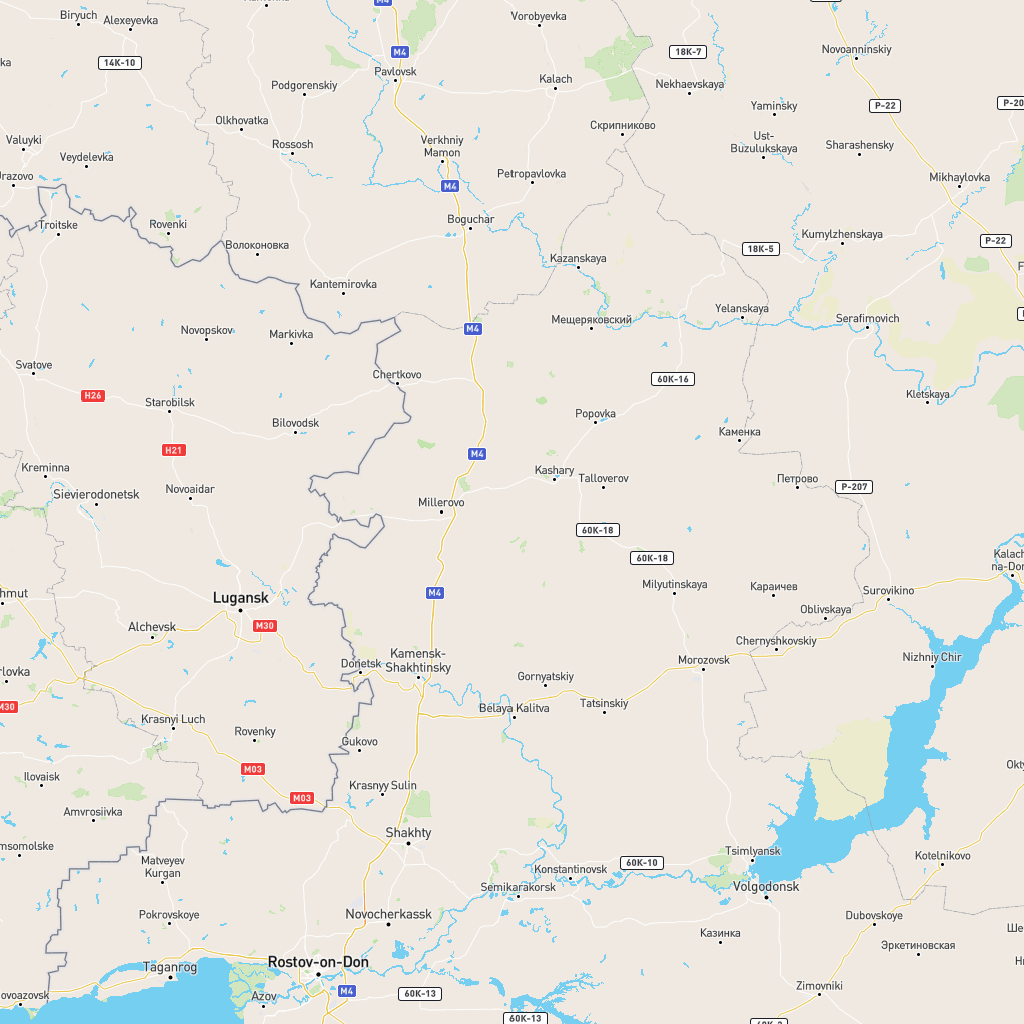 Biryuch
Alexeyevka
Vorobyevka
M4
18K-7
Novoanninskiy
14K-10
Pavlovsk
Podgorenskiy
Kalach
Nekhaevskaya
P-22
Yaminsky
Olkhovatka
Скрипниково
Ust-
Buzulukskaya
Sharashensky
Valuyki
Veydelevka
Rossosh
Verkhniy
Mamon
Petropavlovka
Mikhaylovka
M4
Troitske
Rovenki
Волоконовка
Boguchar
Kumylzhenskaya
18K-5
P-22
Kazanskaya
Kantemirovka
Yelanskaya
Мещеряковский
Serafimovich
M4
Novopskov
Markivka
Svatove
Chertkovo
60K-16
H26
Kletskaya
Starobilsk
Popovka
Bilovodsk
Каменка
H21
M4
Kreminna
Kashary
Talloverov
Петрово
P-207
Sievierodonetsk
Novoaidar
Millerovo
60K-18
60K-18
Kalach
na-Don
M4
Milyutinskaya
Караичев
Surovikino
Lugansk
Oblivskaya
Alchevsk
M30
Chernyshkovskiy
Donetsk
Kamensk-
Shakhtinsky
Morozovsk
Nizhniy Chir
Gornyatskiy
M30
Krasnyi Luch
Belaya Kalitva
Tatsinskiy
Rovenky
Gukovo
M03
Ilovaisk
Krasnyy Sulin
M03
Amvrosiivka
Shakhty
Matveyev
Kurgan
60K-10
Tsimlyansk
Kotelnikovo
Konstantinovsk
Semikarakorsk
Volgodonsk
Pokrovskoye
Novocherkassk
Dubovskoye
Казинка
Эркетиновская
Taganrog
Rostov-on-Don
Azov
M4
60K-13
Zimovniki
60K-13